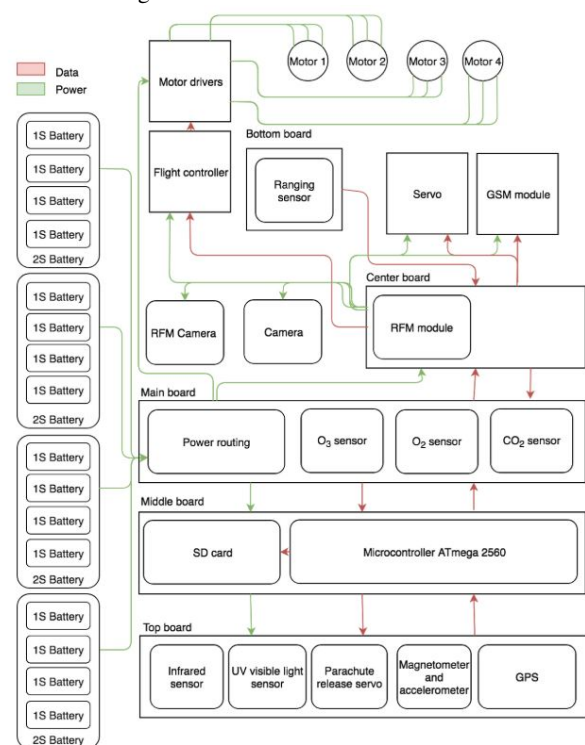 Motor 1
Motor 2
Motor 3
Motor 4
Data
Power
Motor drivers
Flight controller
Bottom board
Ranging
sensor
Servo
GSM module
Center board
RFM module
RFM Camera
Camera
1S Battery
1S Battery
1S Battery
1S Battery
2S Battery
1S Battery
1S Battery
1S Battery
1S Battery
2S Battery
1S Battery
1S Battery
1S Battery
1S Battery
2S Battery
1S Battery
1S Battery
1S Battery
1S Battery
2S Battery
Main board
Power routing
O3 sensor
O2 sensor
CO2 sensor
Middle board
SD card
Microcontroller ATmega 2560
Top board
Infrared
sensor
UV visible light
sensor
Parachute
release servo
Magnetometer
and
accelerometer
GPS